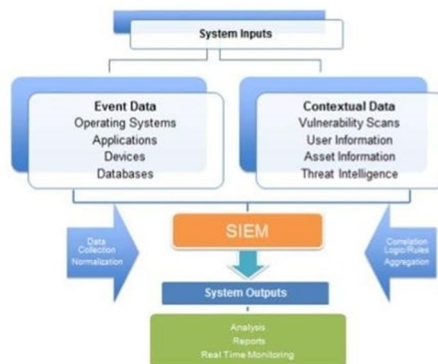 System Inputs
Event Data
Operating Systems
Applications
Devices
Databases
Contextual Data
Vulnerability Scans
User Information
Asset Information
Threat Intelligence
SIEM
Data
Collection
Normalization
Correlation
Logic/Rules
Aggregation
System Outputs
Analysis
Reports
Real Time Monitoring